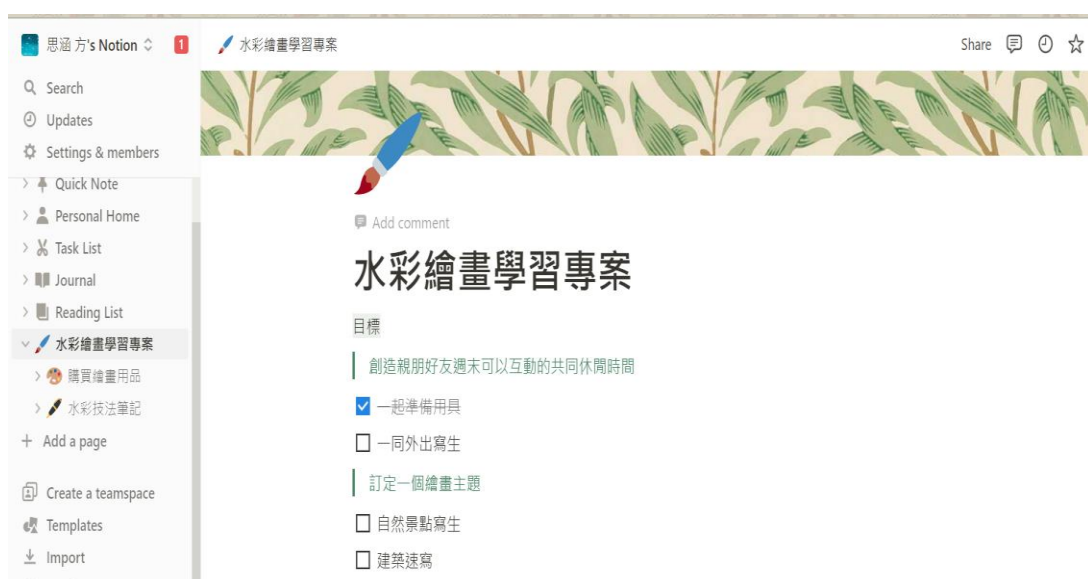 思涵 方's Notion
1
水彩繪畫學習專案
Share
Search
Updates
Settings & members
Quick Note
Personal Home
Task List
Journal
Reading List
水彩繪畫學習專案
購買繪畫用品
水彩技法筆記
Add a page
Create a teamspace
Templates
Import
Add comment
水彩繪畫學習專案
目標
創造親朋好友週末可以互動的共同休閒時間
一起準備用具
一同外出寫生
訂定一個繪畫主題
自然景點寫生
建築速寫